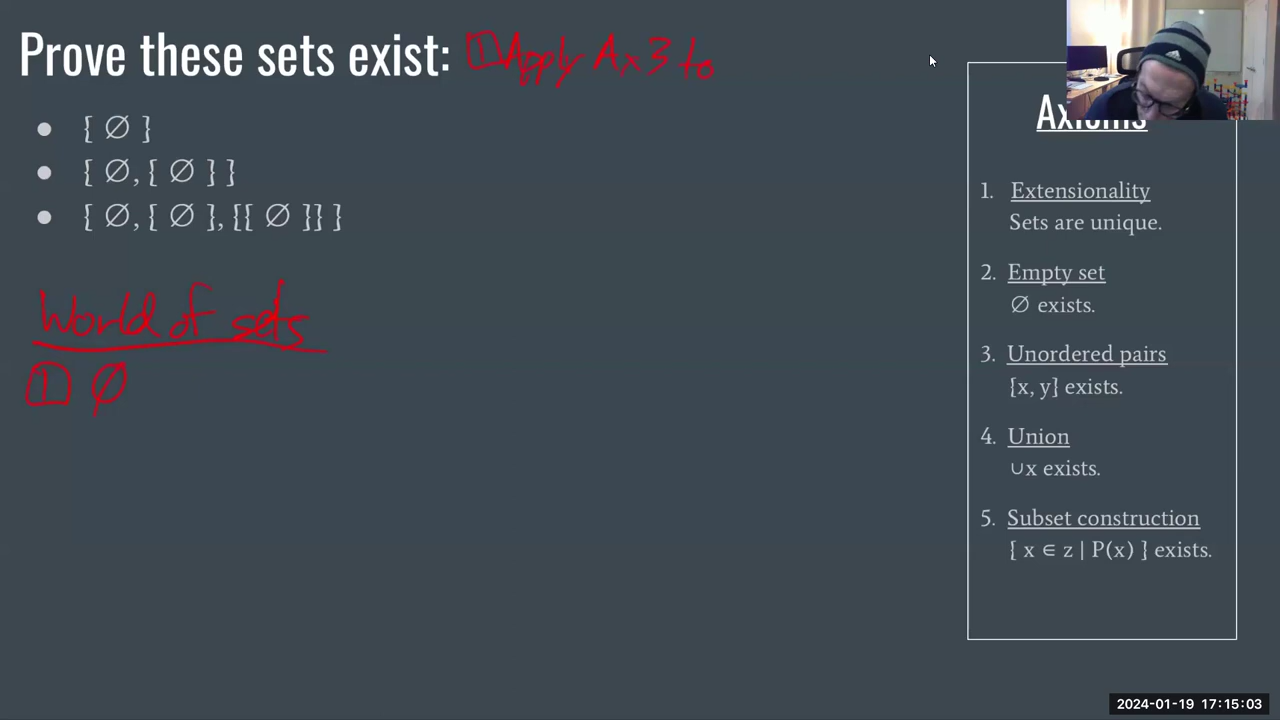 Prove these sets exist: 1 Apply Ax 3 to
● { ∅ }
● { ∅, { ∅ } }
● { ∅, { ∅ }, {{ ∅ }} }
World of sets
1 ∅
Axioms
1. Extensionality
Sets are unique.
2. Empty set
∅ exists.
3. Unordered pairs
{x, y} exists.
4. Union
∪x exists.
5. Subset construction
{ x ∈ z | P(x) } exists.
2024-01-19 17:15:03